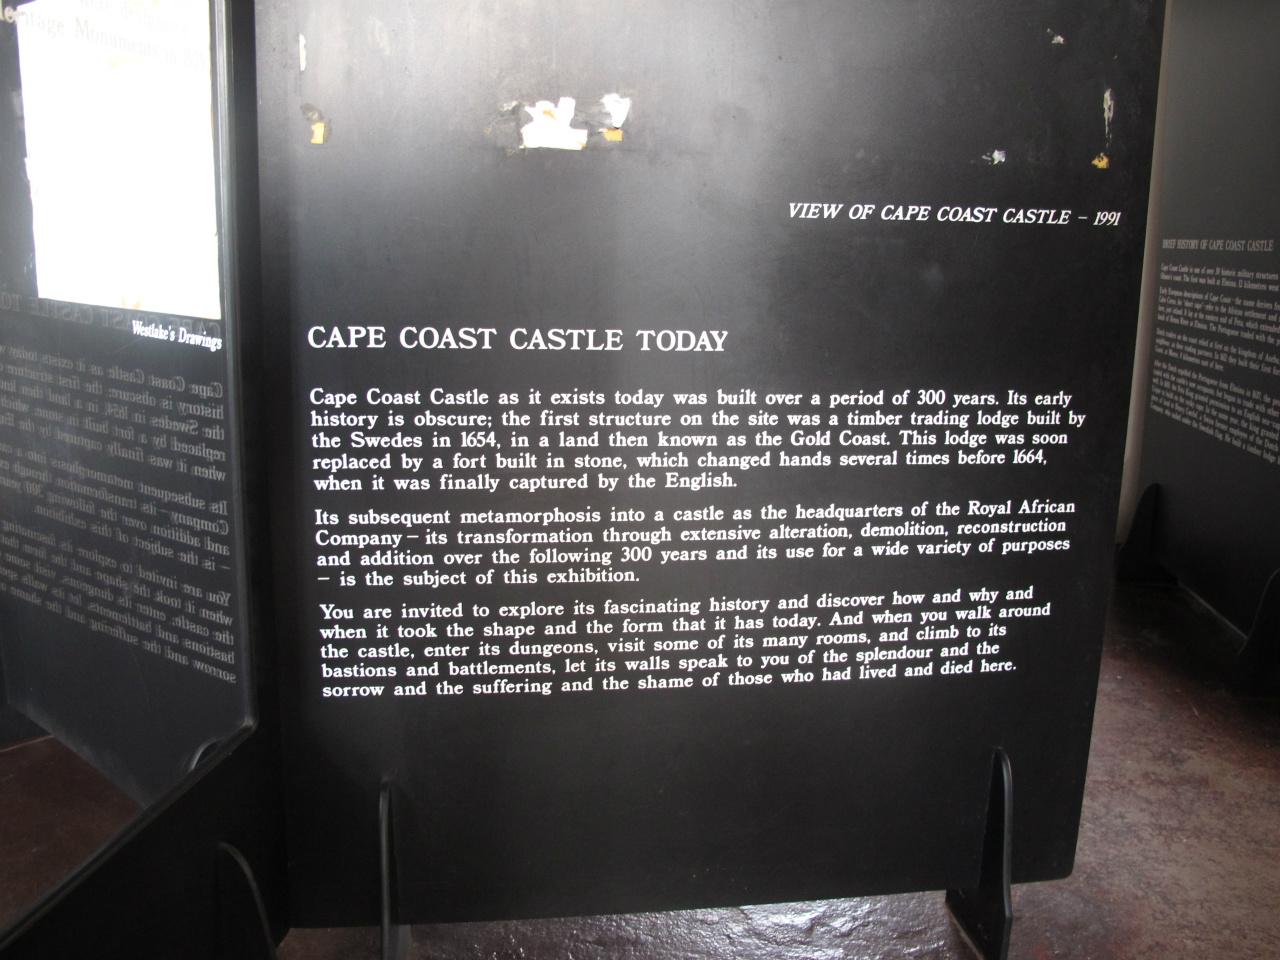 Heritage Monuments in
Westlake's Drawings
VIEW OF CAPE COAST CASTLE – 1991
CAPE COAST CASTLE TODAY
Cape Coast Castle as it exists today was built over a period of 300 years. Its early
history is obscure; the first structure on the site was a timber trading lodge built by
the Swedes in 1654, in a land then known as the Gold Coast. This lodge was soon
replaced by a fort built in stone, which changed hands several times before 1664,
when it was finally captured by the English.
Its subsequent metamorphosis into a castle as the headquarters of the Royal African
Company – its transformation through extensive alteration, demolition, reconstruction
and addition over the following 300 years and its use for a wide variety of purposes
– is the subject of this exhibition.
You are invited to explore its fascinating history and discover how and why and
when it took the shape and the form that it has today. And when you walk around
the castle, enter its dungeons, visit some of its many rooms, and climb to its
bastions and battlements, let its walls speak to you of the splendour and the
sorrow and the suffering and the shame of those who had lived and died here.
BRIEF HISTORY OF CAPE COAST CASTLE